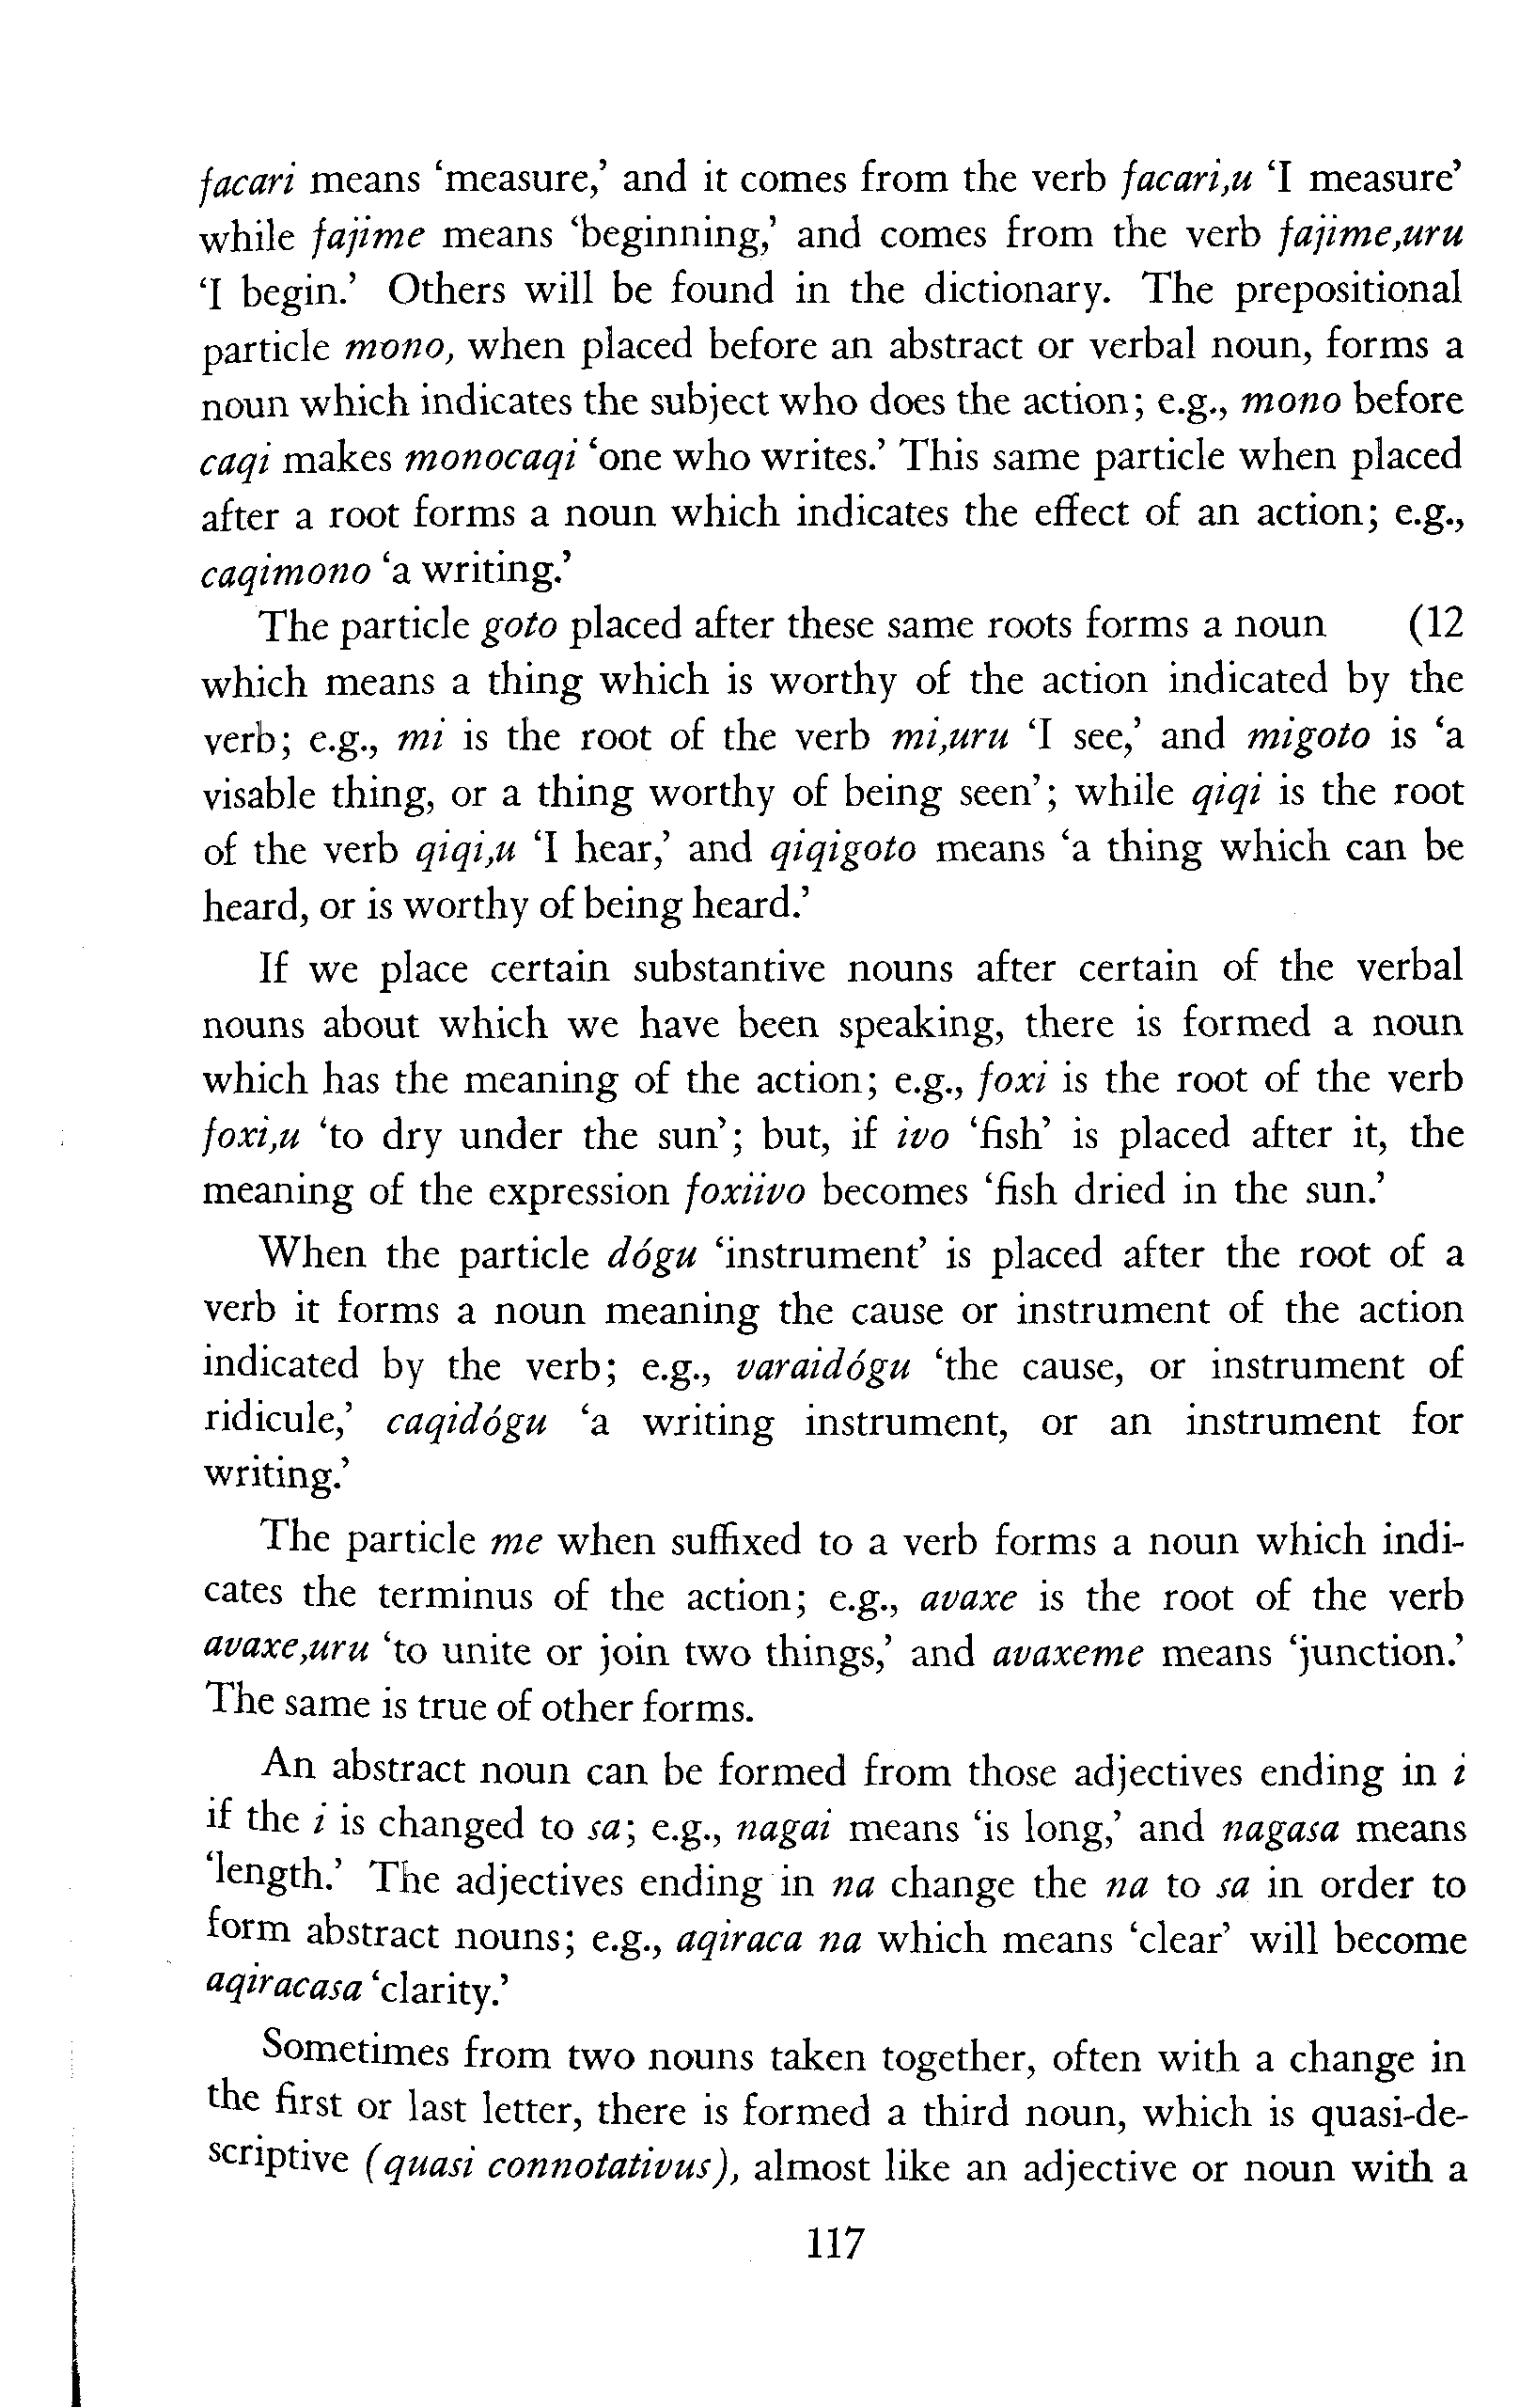 facari means ‘measure,’ and it comes from the verb facari,u ‘I measure’
while fajime means ‘beginning,’ and comes from the verb fajime,uru
‘I begin.’ Others will be found in the dictionary. The prepositional
particle mono, when placed before an abstract or verbal noun, forms a
noun which indicates the subject who does the action; e.g., mono before
caqi makes monocaqi ‘one who writes.’ This same particle when placed
after a root forms a noun which indicates the effect of an action; e.g.,
caqimono ‘a writing.’
The particle goto placed after these same roots forms a noun (12
which means a thing which is worthy of the action indicated by the
verb; e.g., mi is the root of the verb mi,uru ‘I see,’ and migoto is ‘a
visable thing, or a thing worthy of being seen’; while qiqi is the root
of the verb qiqi,u ‘I hear,’ and qiqigoto means ‘a thing which can be
heard, or is worthy of being heard.’
If we place certain substantive nouns after certain of the verbal
nouns about which we have been speaking, there is formed a noun
which has the meaning of the action; e.g., foxi is the root of the verb
foxi,u ‘to dry under the sun’; but, if ivo ‘fish’ is placed after it, the
meaning of the expression foxiivo becomes ‘fish dried in the sun.’
When the particle dógu ‘instrument’ is placed after the root of a
verb it forms a noun meaning the cause or instrument of the action
indicated by the verb; e.g., varaidógu ‘the cause, or instrument of
ridicule,’ caqidógu ‘a writing instrument, or an instrument for
writing.’
The particle me when suffixed to a verb forms a noun which indi-
cates the terminus of the action; e.g., avaxe is the root of the verb
avaxe,uru ‘to unite or join two things,’ and avaxeme means ‘junction.’
The same is true of other forms.
An abstract noun can be formed from those adjectives ending in i
if the i is changed to sa; e.g., nagai means ‘is long,’ and nagasa means
‘length.’ The adjectives ending in na change the na to sa in order to
form abstract nouns; e.g., aqiraca na which means ‘clear’ will become
aqiracasa ‘clarity.’
Sometimes from two nouns taken together, often with a change in
the first or last letter, there is formed a third noun, which is quasi-de-
scriptive (quasi connotativus), almost like an adjective or noun with a
117